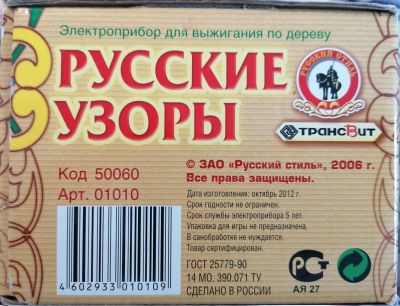 Электроприбор для выжигания по дереву
РУССКИЕ
УЗОРЫ
РУССКИЙ СТИЛЬ
ТРАНСВИТ
Код 50060
Арт. 01010
© ЗАО «Русский стиль», 2006 г.
Все права защищены.
Дата изготовления: октябрь 2012 г.
Срок годности не ограничен.
Срок службы электроприбора 5 лет.
Упаковка для игры не предназначена.
В санобработке не нуждается.
Товар сертифицирован.
ГОСТ 25779-90
14 МО. 390.071 ТУ
СДЕЛАНО В РОССИИ
АЯ 27
4 602933 010109